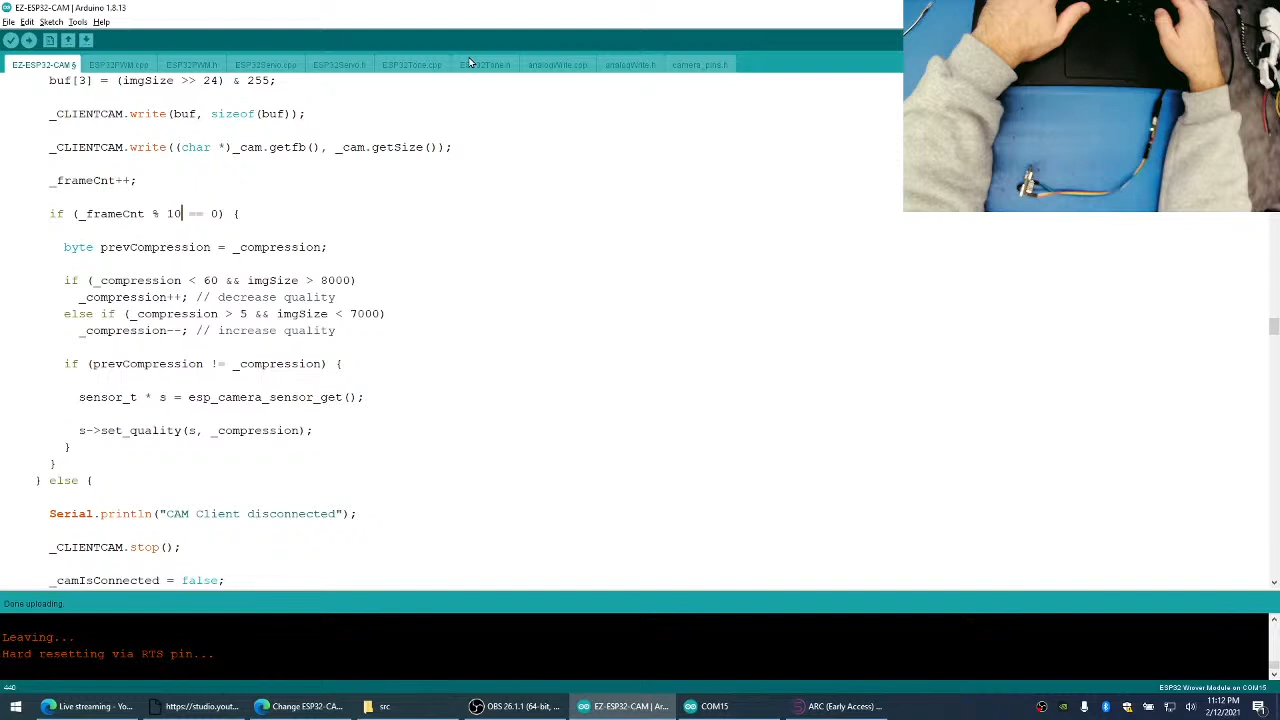 EZ-ESP32-CAM | Arduino 1.8.13
File Edit Sketch Tools Help
EZ-ESP32-CAM § ESP32PWM.cpp ESP32PWM.h ESP32Servo.cpp ESP32Servo.h ESP32Tone.cpp ESP32Tone.h analogWrite.cpp analogWrite.h camera_pins.h
buf[3] = (imgSize >> 24) & 255;
_CLIENTCAM.write(buf, sizeof(buf));
_CLIENTCAM.write((char *)_cam.getfb(), _cam.getSize());
_frameCnt++;
if (_frameCnt % 10 == 0) {
byte prevCompression = _compression;
if (_compression < 60 && imgSize > 8000)
_compression++; // decrease quality
else if (_compression > 5 && imgSize < 7000)
_compression--; // increase quality
if (prevCompression != _compression) {
sensor_t * s = esp_camera_sensor_get();
s->set_quality(s, _compression);
}
}
} else {
Serial.println("CAM Client disconnected");
_CLIENTCAM.stop();
_camIsConnected = false;
Done uploading.
Leaving...
Hard resetting via RTS pin...
440 ESP32 Wrover Module on COM15
Live streaming - Yo... https://studio.yout... Change ESP32-CA... src OBS 26.1.1 (64-bit, ... EZ-ESP32-CAM | Ar... COM15 ARC (Early Access) ... 11:12 PM
2/12/2021